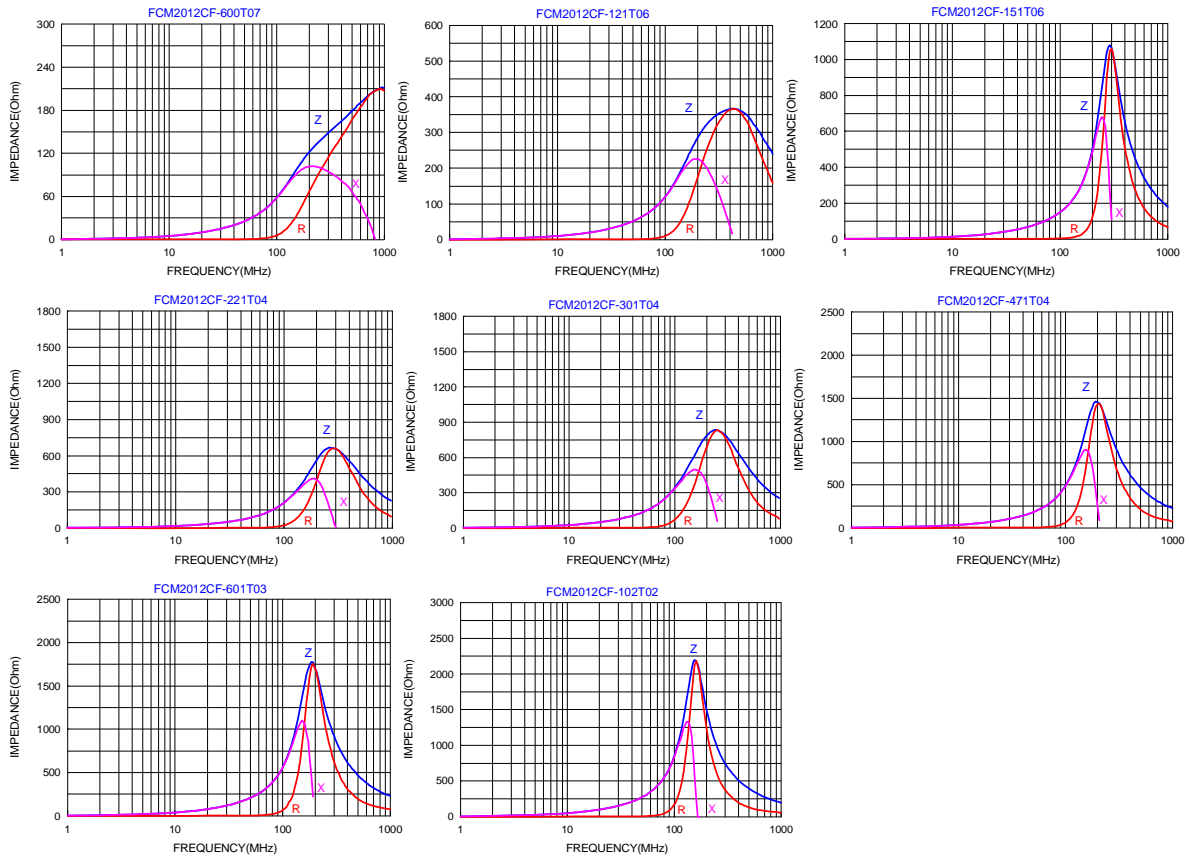 FCM2012CF-600T07
300
240
180
120
60
0
IMPEDANCE(Ohm)
Z
X
R
1
10
100
1000
FREQUENCY(MHz)
FCM2012CF-121T06
600
500
400
300
200
100
0
IMPEDANCE(Ohm)
Z
X
R
1
10
100
1000
FREQUENCY(MHz)
FCM2012CF-151T06
1200
1000
800
600
400
200
0
IMPEDANCE(Ohm)
Z
X
R
1
10
100
1000
FREQUENCY(MHz)
FCM2012CF-221T04
1800
1500
1200
900
600
300
0
IMPEDANCE(Ohm)
Z
X
R
1
10
100
1000
FREQUENCY(MHz)
FCM2012CF-301T04
1800
1500
1200
900
600
300
0
IMPEDANCE(Ohm)
Z
X
R
1
10
100
1000
FREQUENCY(MHz)
FCM2012CF-471T04
2500
2000
1500
1000
500
0
IMPEDANCE(Ohm)
Z
X
R
1
10
100
1000
FREQUENCY(MHz)
FCM2012CF-601T03
2500
2000
1500
1000
500
0
IMPEDANCE(Ohm)
Z
X
R
1
10
100
1000
FREQUENCY(MHz)
FCM2012CF-102T02
3000
2500
2000
1500
1000
500
0
IMPEDANCE(Ohm)
Z
R
X
1
10
100
1000
FREQUENCY(MHz)